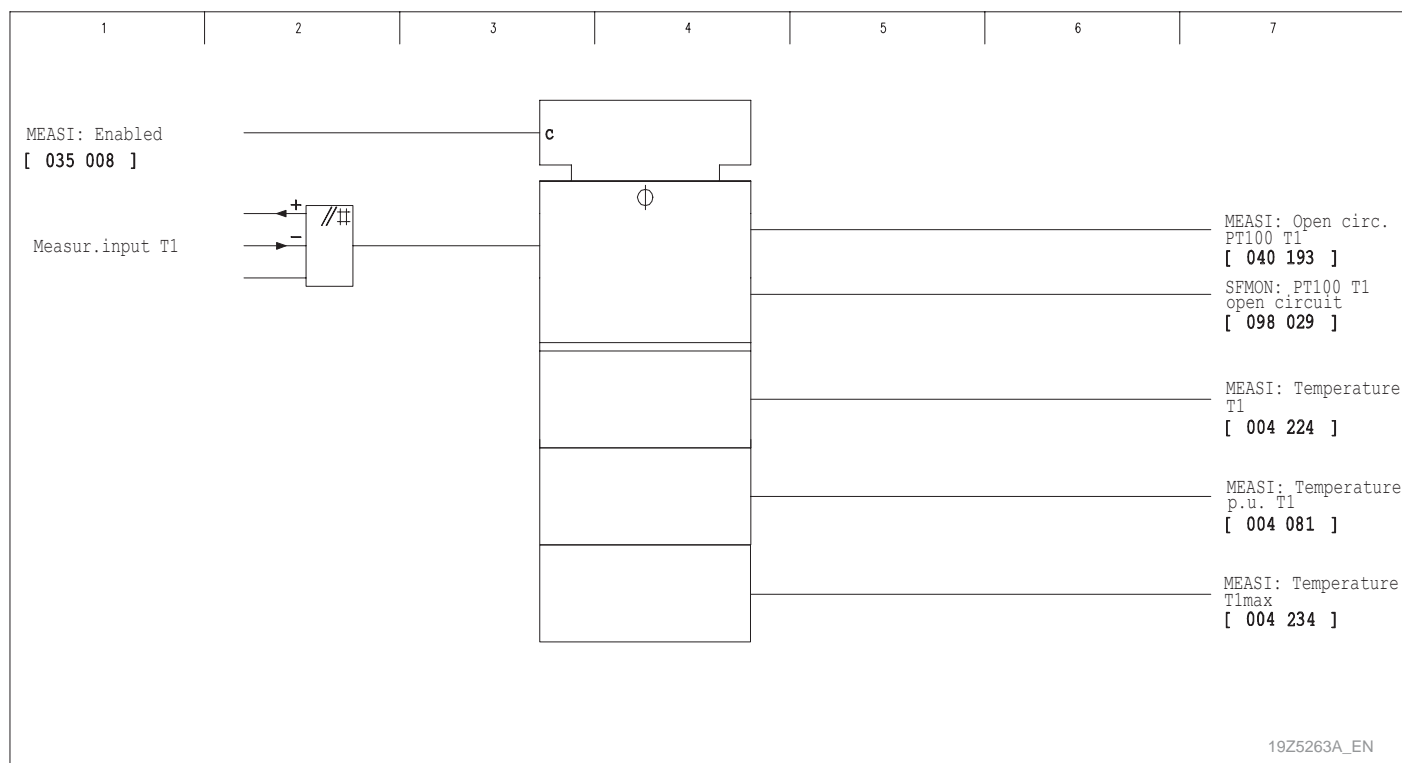 1 2 3 4 5 6 7
MEASI: Enabled
[ 035 008 ]
C
+
//#
Measur.input T1
−
Φ
MEASI: Open circ.
PT100 T1
[ 040 193 ]
SFMON: PT100 T1
open circuit
[ 098 029 ]
MEASI: Temperature
T1
[ 004 224 ]
MEASI: Temperature
p.u. T1
[ 004 081 ]
MEASI: Temperature
T1max
[ 004 234 ]
19Z5263A_EN